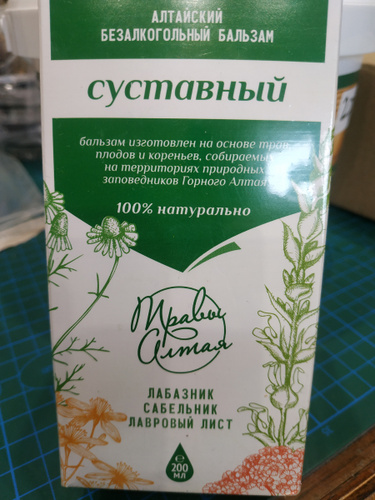 АЛТАЙСКИЙ
БЕЗАЛКОГОЛЬНЫЙ БАЛЬЗАМ
суставный
бальзам изготовлен на основе трав,
плодов и кореньев, собираемых
на территориях природных
заповедников Горного Алтая
100% натурально
Травы
Алтая
ЛАБАЗНИК
САБЕЛЬНИК
ЛАВРОВЫЙ ЛИСТ
℮
200
МЛ